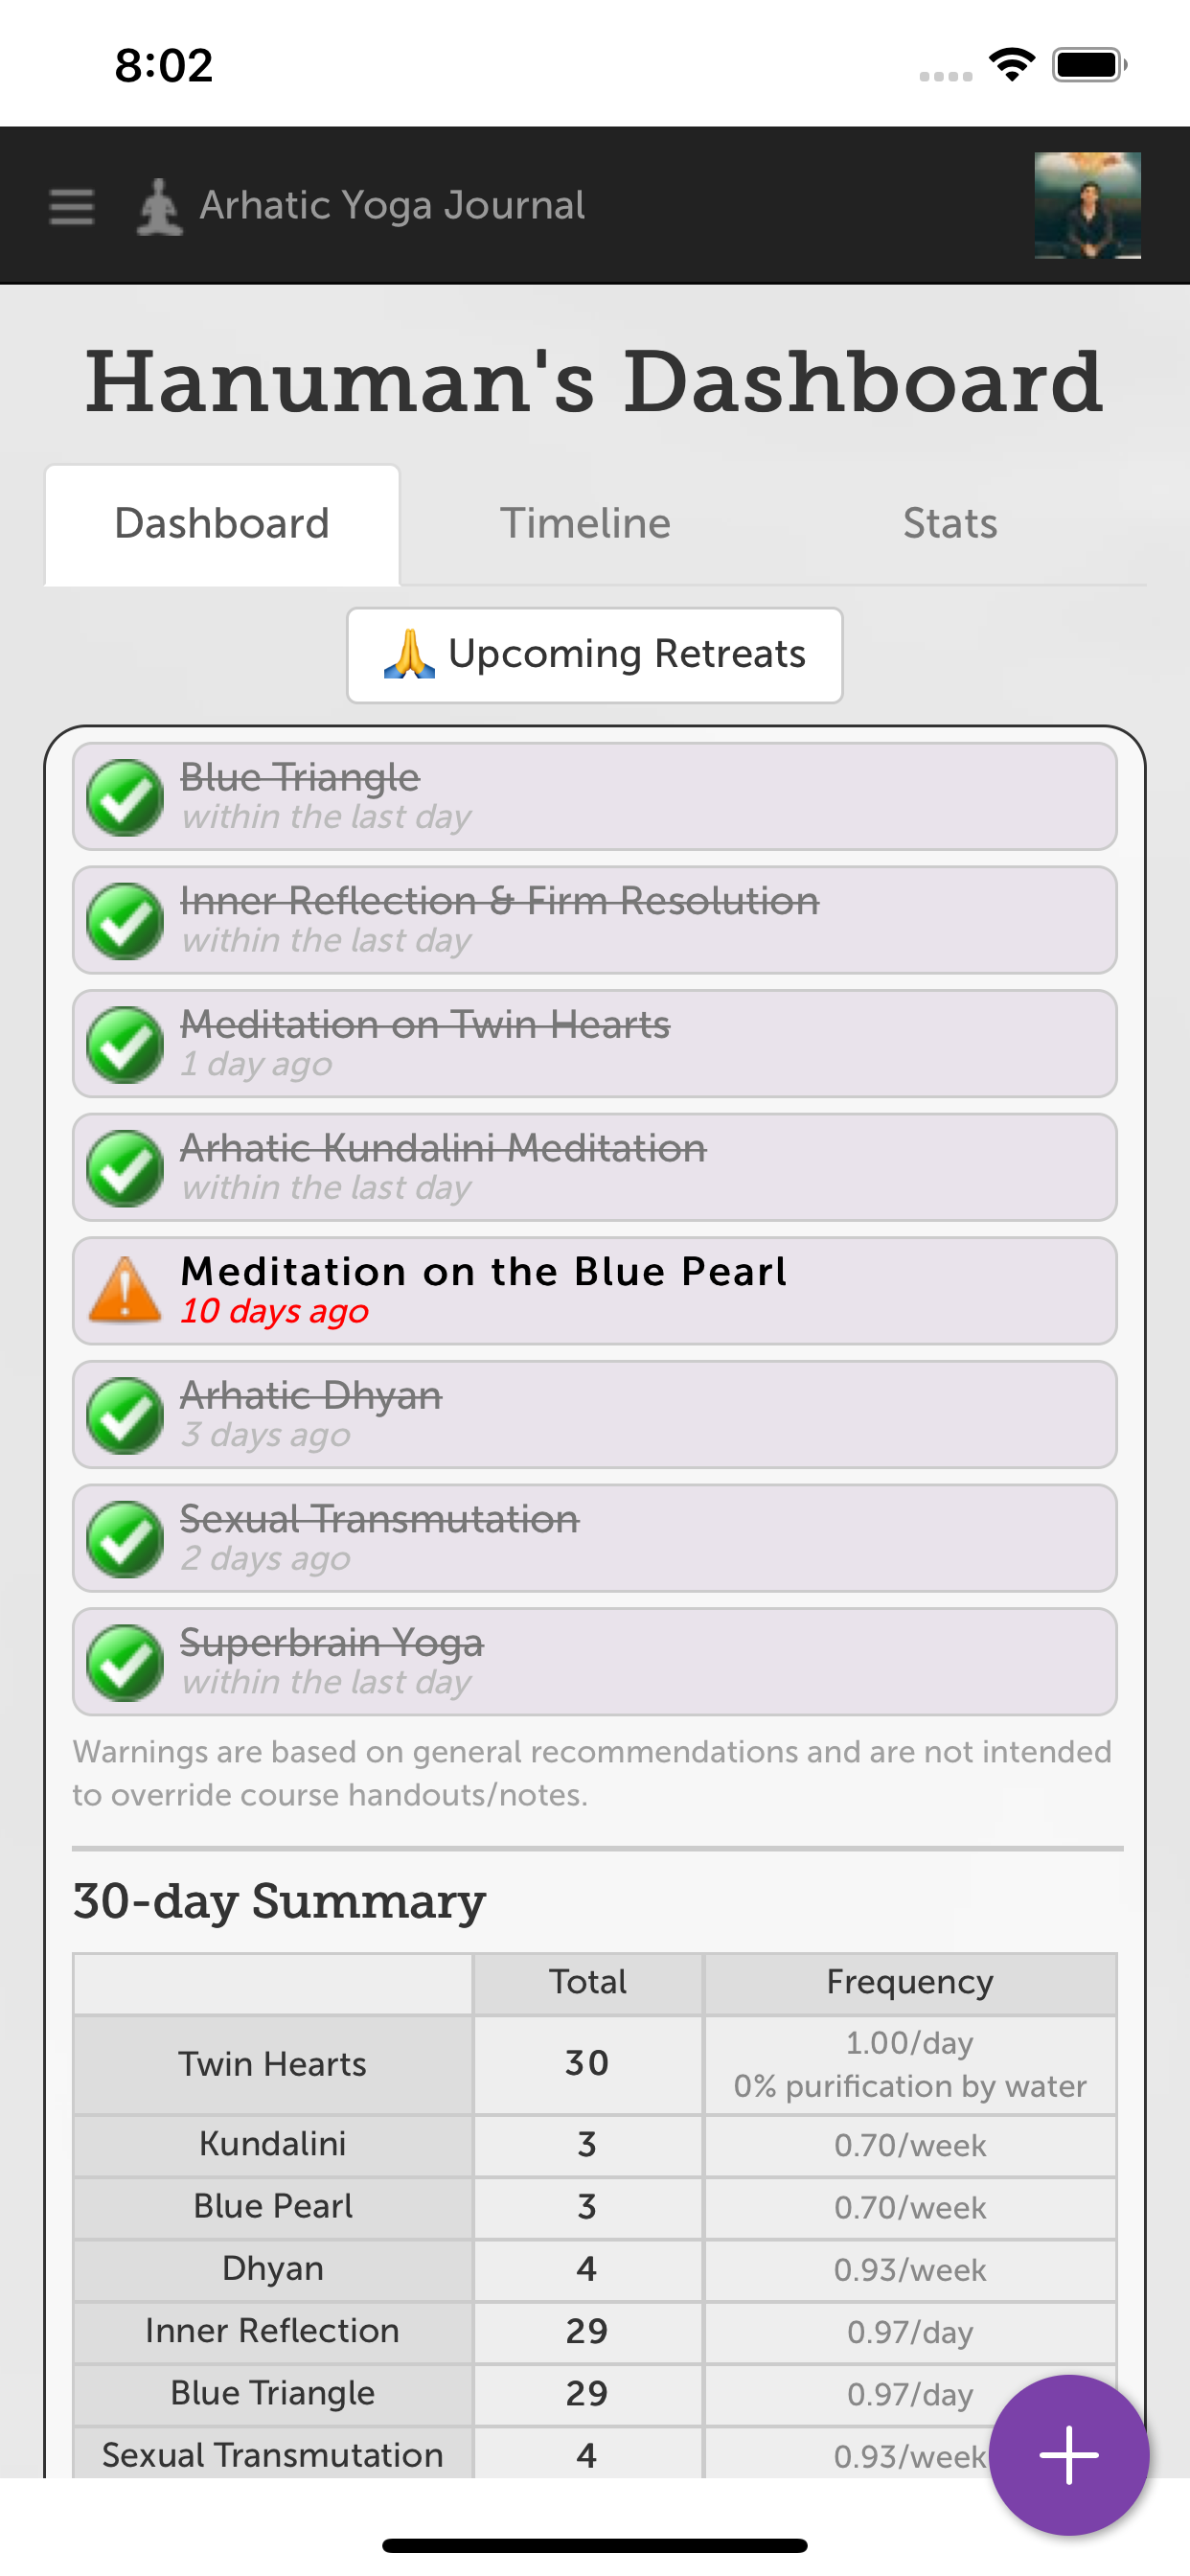 8:02
Arhatic Yoga Journal
Hanuman's Dashboard
Dashboard
Timeline
Stats
🙏 Upcoming Retreats
Blue Triangle
within the last day
Inner Reflection & Firm Resolution
within the last day
Meditation on Twin Hearts
1 day ago
Arhatic Kundalini Meditation
within the last day
Meditation on the Blue Pearl
10 days ago
Arhatic Dhyan
3 days ago
Sexual Transmutation
2 days ago
Superbrain Yoga
within the last day
Warnings are based on general recommendations and are not intended
to override course handouts/notes.
30-day Summary
Total Frequency
Twin Hearts 30 1.00/day
0% purification by water
Kundalini 3 0.70/week
Blue Pearl 3 0.70/week
Dhyan 4 0.93/week
Inner Reflection 29 0.97/day
Blue Triangle 29 0.97/day
Sexual Transmutation 4 0.93/week